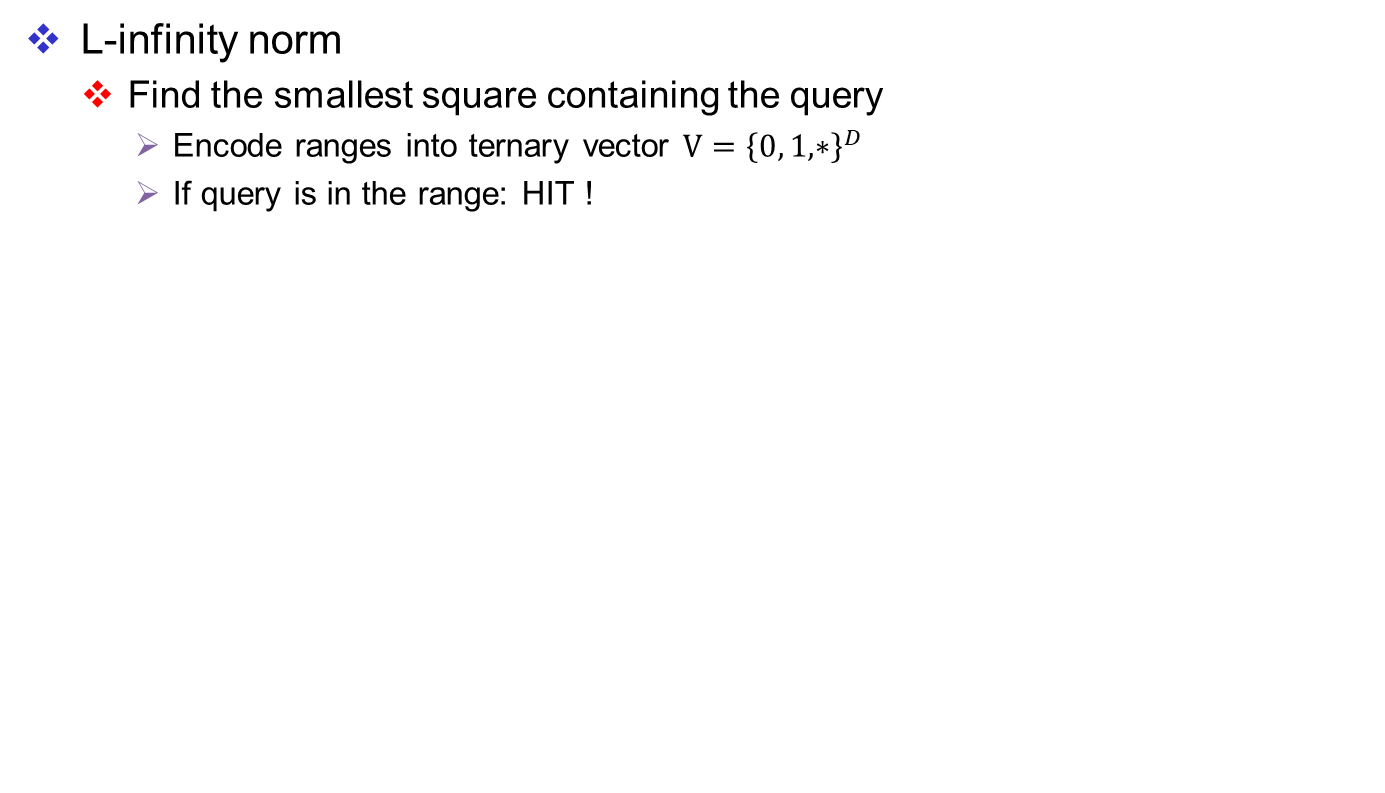 L-infinity norm
Find the smallest square containing the query
Encode ranges into ternary vector V = {0, 1,∗}^D
If query is in the range: HIT !